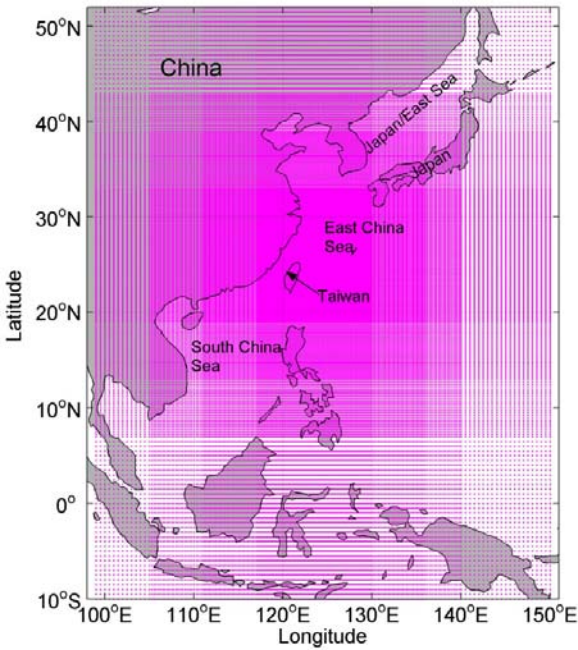 50°N
China
40°N
Japan/East Sea
Japan
30°N
East China
Sea
Taiwan
20°N
South China
Sea
10°N
0°
10°S
Latitude
100°E 110°E 120°E 130°E 140°E 150°E
Longitude